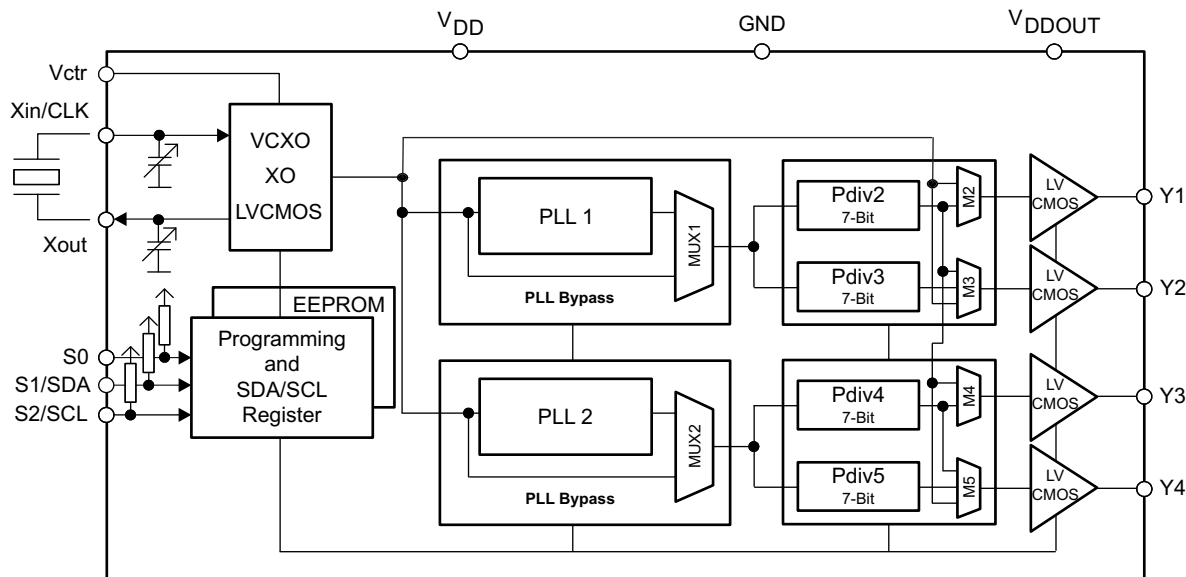 VDD
GND
VDDOUT
Vctr
Xin/CLK
VCXO
XO
LVCMOS
Xout
PLL 1
MUX1
PLL Bypass
Pdiv2
7-Bit
M2
Pdiv3
7-Bit
M3
LV
CMOS
Y1
LV
CMOS
Y2
EEPROM
Programming
and
SDA/SCL
Register
S0
S1/SDA
S2/SCL
PLL 2
MUX2
PLL Bypass
Pdiv4
7-Bit
M4
Pdiv5
7-Bit
M5
LV
CMOS
Y3
LV
CMOS
Y4